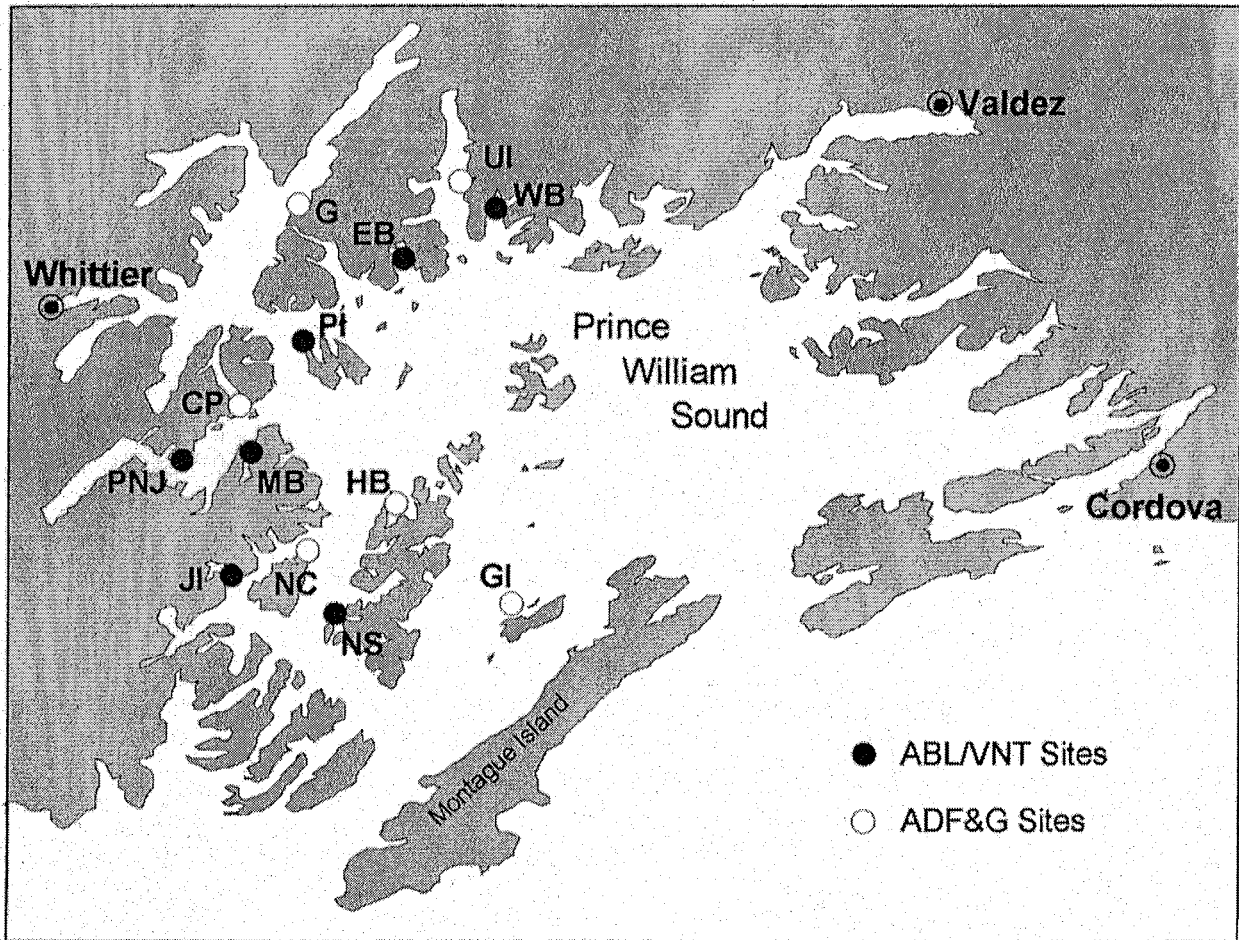 Valdez
UI
WB
G
EB
Whittier
PI
Prince
William
Sound
CP
PNJ
MB
HB
Cordova
JI
NC
GI
NS
Montague Island
ABL/VNT Sites
ADF&G Sites